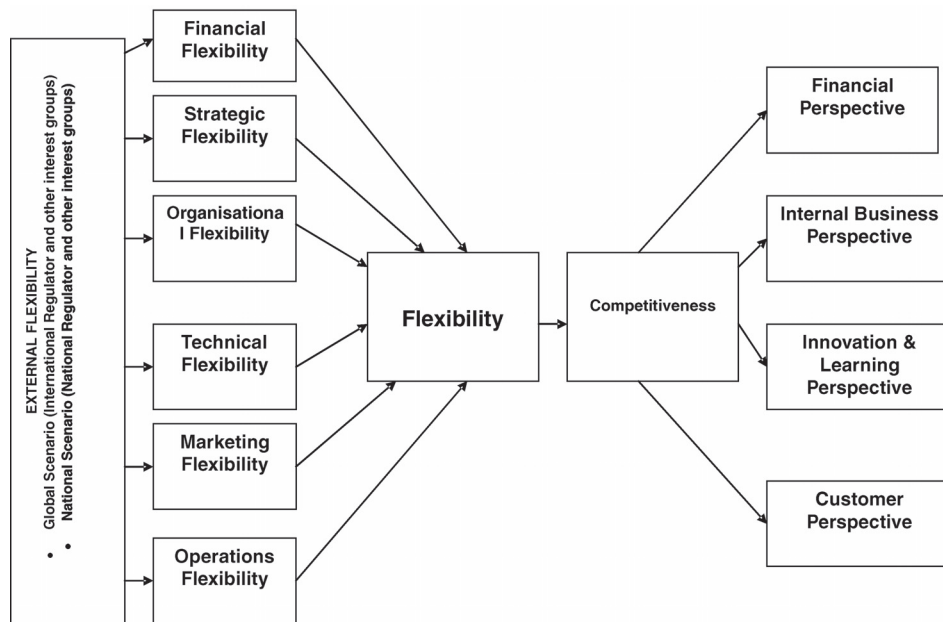 EXTERNAL FLEXIBILITY
• Global Scenario (International Regulator and other interest groups)
• National Scenario (National Regulator and other interest groups)
Financial
Flexibility
Strategic
Flexibility
Organisationa
l Flexibility
Technical
Flexibility
Marketing
Flexibility
Operations
Flexibility
Flexibility
Competitiveness
Financial
Perspective
Internal Business
Perspective
Innovation &
Learning
Perspective
Customer
Perspective